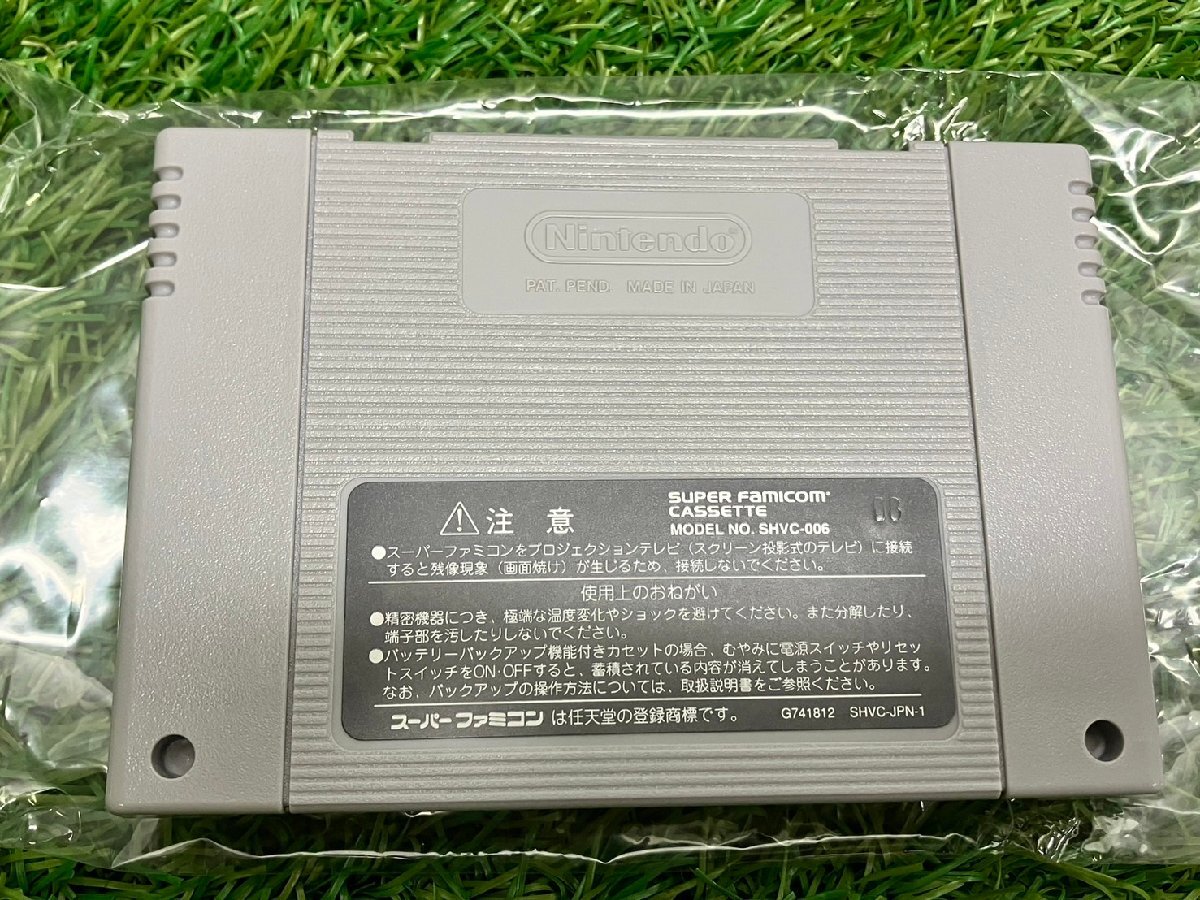 Nintendo®
PAT. PEND. MADE IN JAPAN
⚠注 意
SUPER FAMICOM®
CASSETTE
MODEL NO. SHVC-006
●スーパーファミコンをプロジェクションテレビ(スクリーン投影式のテレビ)に接続
すると残像現象(画面焼け)が生じるため、接続しないでください。
使用上のおねがい
●精密機器につき、極端な温度変化やショックを避けてください。また分解したり、
端子部を汚したりしないでください。
●バッテリーバックアップ機能付きカセットの場合、むやみに電源スイッチやリセッ
トスイッチをON・OFFすると、蓄積されている内容が消えてしまうことがあります。
なお、バックアップの操作方法については、取扱説明書をご参照ください。
スーパーファミコンは任天堂の登録商標です。 G741812 SHVC-JPN-1